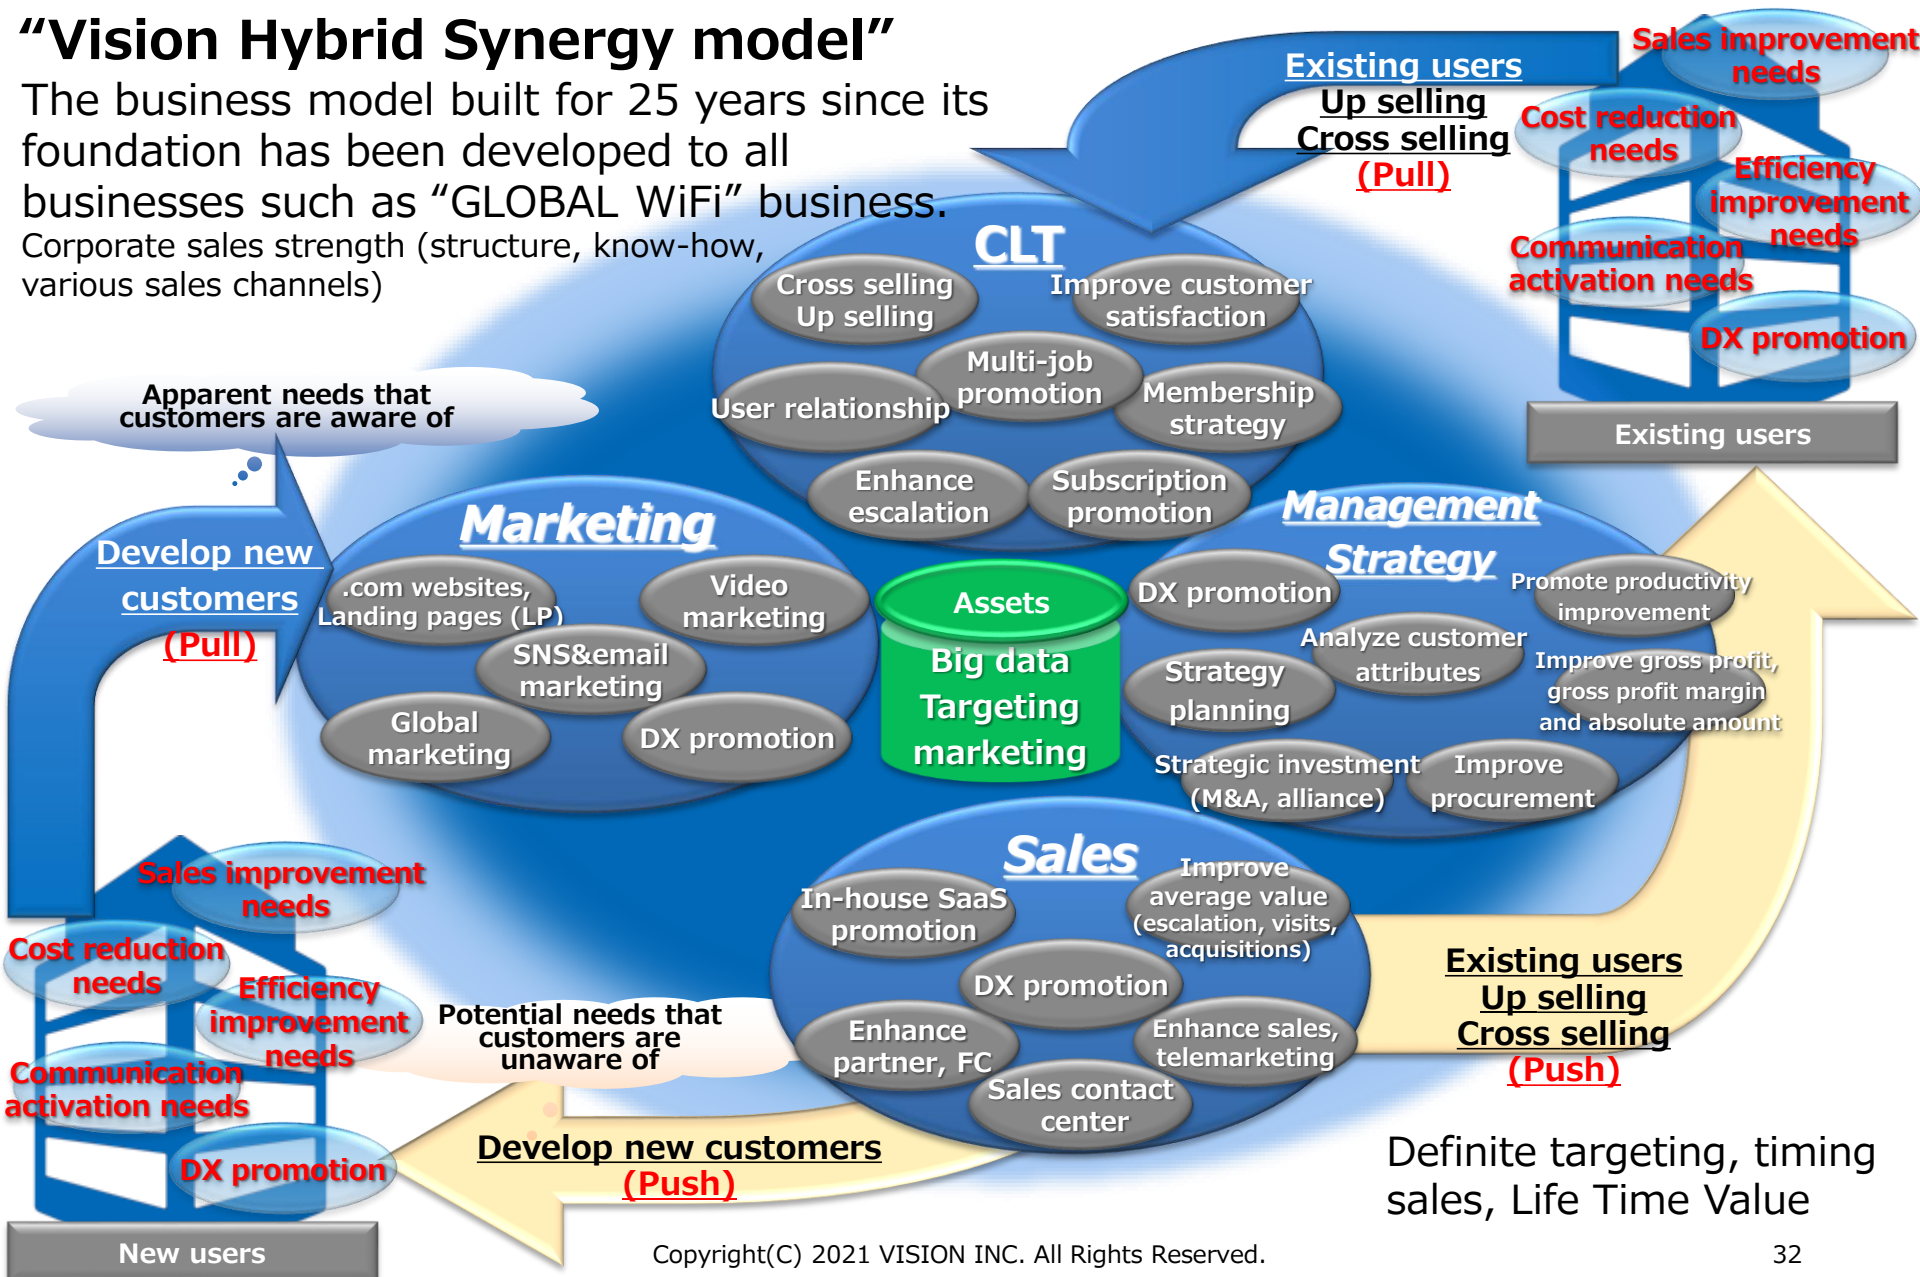 “Vision Hybrid Synergy model”
The business model built for 25 years since its
foundation has been developed to all
businesses such as “GLOBAL WiFi” business.
Corporate sales strength (structure, know-how,
various sales channels)
Existing users
Up selling
Cross selling
(Pull)
Sales improvement
needs
Cost reduction
needs
Efficiency
improvement
needs
Communication
activation needs
DX promotion
Existing users
CLT
Cross selling
Up selling
Improve customer
satisfaction
Multi-job
promotion
User relationship
Membership
strategy
Enhance
escalation
Subscription
promotion
Apparent needs that
customers are aware of
Develop new
customers
(Pull)
Marketing
.com websites,
Landing pages (LP)
Video
marketing
SNS&email
marketing
Global
marketing
DX promotion
Assets
Big data
Targeting
marketing
Management
Strategy
DX promotion
Promote productivity
improvement
Analyze customer
attributes
Strategy
planning
Improve gross profit,
gross profit margin
and absolute amount
Strategic investment
(M&A, alliance)
Improve
procurement
Sales
In-house SaaS
promotion
Improve
average value
(escalation, visits,
acquisitions)
DX promotion
Enhance
partner, FC
Enhance sales,
telemarketing
Sales contact
center
Existing users
Up selling
Cross selling
(Push)
Sales improvement
needs
Cost reduction
needs
Efficiency
improvement
needs
Communication
activation needs
DX promotion
New users
Potential needs that
customers are
unaware of
Develop new customers
(Push)
Definite targeting, timing
sales, Life Time Value
Copyright(C) 2021 VISION INC. All Rights Reserved.
32